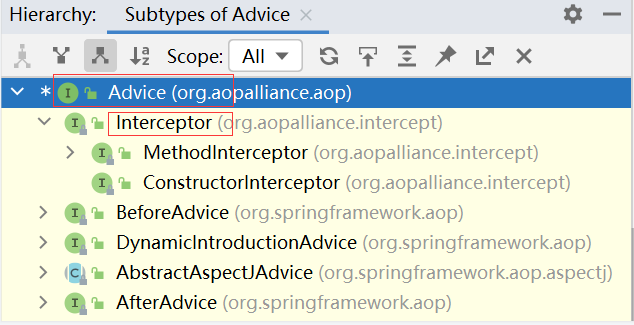 Hierarchy: Subtypes of Advice
Scope: All
* Advice (org.aopalliance.aop)
Interceptor (org.aopalliance.intercept)
MethodInterceptor (org.aopalliance.intercept)
ConstructorInterceptor (org.aopalliance.intercept)
BeforeAdvice (org.springframework.aop)
DynamicIntroductionAdvice (org.springframework.aop)
AbstractAspectJAdvice (org.springframework.aop.aspectj)
AfterAdvice (org.springframework.aop)